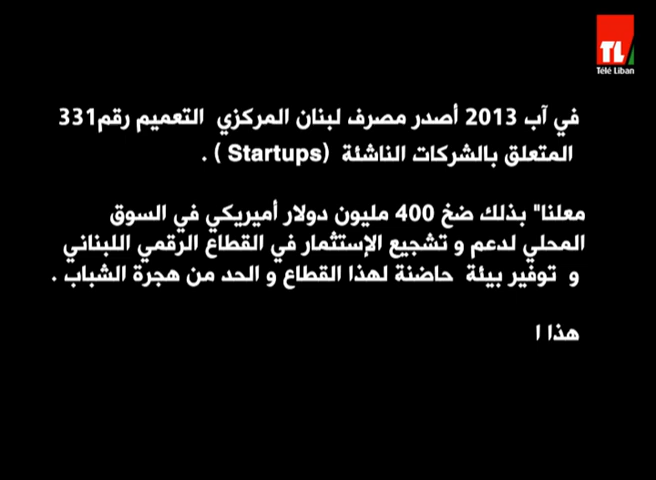 TL
Télé Liban
في آب 2013 أصدر مصرف لبنان المركزي التعميم رقم331
المتعلق بالشركات الناشئة (Startups ) .
معلنا" بذلك ضخ 400 مليون دولار أميريكي في السوق
المحلي لدعم و تشجيع الإستثمار في القطاع الرقمي اللبناني
و توفير بيئة حاضنة لهذا القطاع و الحد من هجرة الشباب .
هذا ا